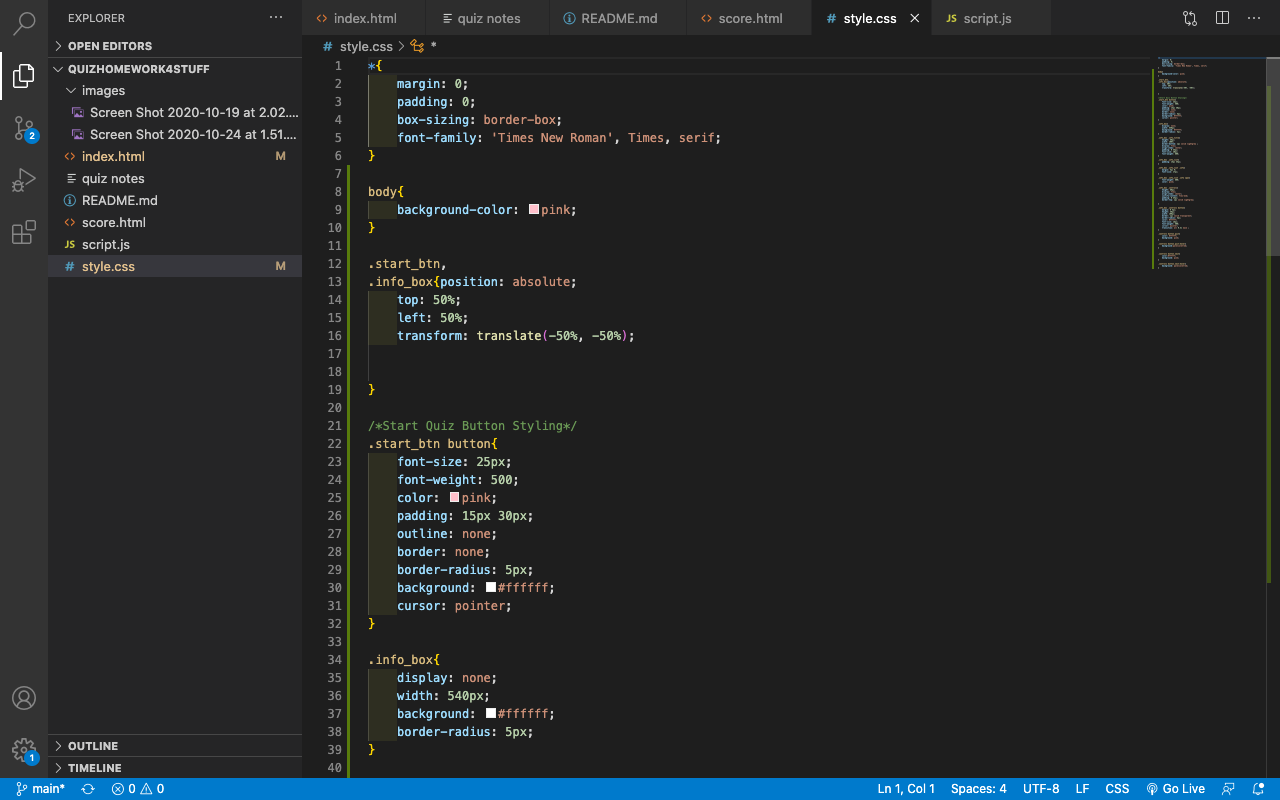 EXPLORER
OPEN EDITORS
QUIZHOMEWORK4STUFF
images
Screen Shot 2020-10-19 at 2.02....
Screen Shot 2020-10-24 at 1.51....
index.html M
quiz notes
README.md
score.html
JS script.js
# style.css M
OUTLINE
TIMELINE
index.html
quiz notes
README.md
score.html
# style.css
JS script.js
# style.css > *
1 *{
2 margin: 0;
3 padding: 0;
4 box-sizing: border-box;
5 font-family: 'Times New Roman', Times, serif;
6 }
7
8 body{
9 background-color: pink;
10 }
11
12 .start_btn,
13 .info_box{position: absolute;
14 top: 50%;
15 left: 50%;
16 transform: translate(-50%, -50%);
17
18
19 }
20
21 /*Start Quiz Button Styling*/
22 .start_btn button{
23 font-size: 25px;
24 font-weight: 500;
25 color: pink;
26 padding: 15px 30px;
27 outline: none;
28 border: none;
29 border-radius: 5px;
30 background: #ffffff;
31 cursor: pointer;
32 }
33
34 .info_box{
35 display: none;
36 width: 540px;
37 background: #ffffff;
38 border-radius: 5px;
39 }
40
2
1
main* 0 0
Ln 1, Col 1 Spaces: 4 UTF-8 LF CSS Go Live